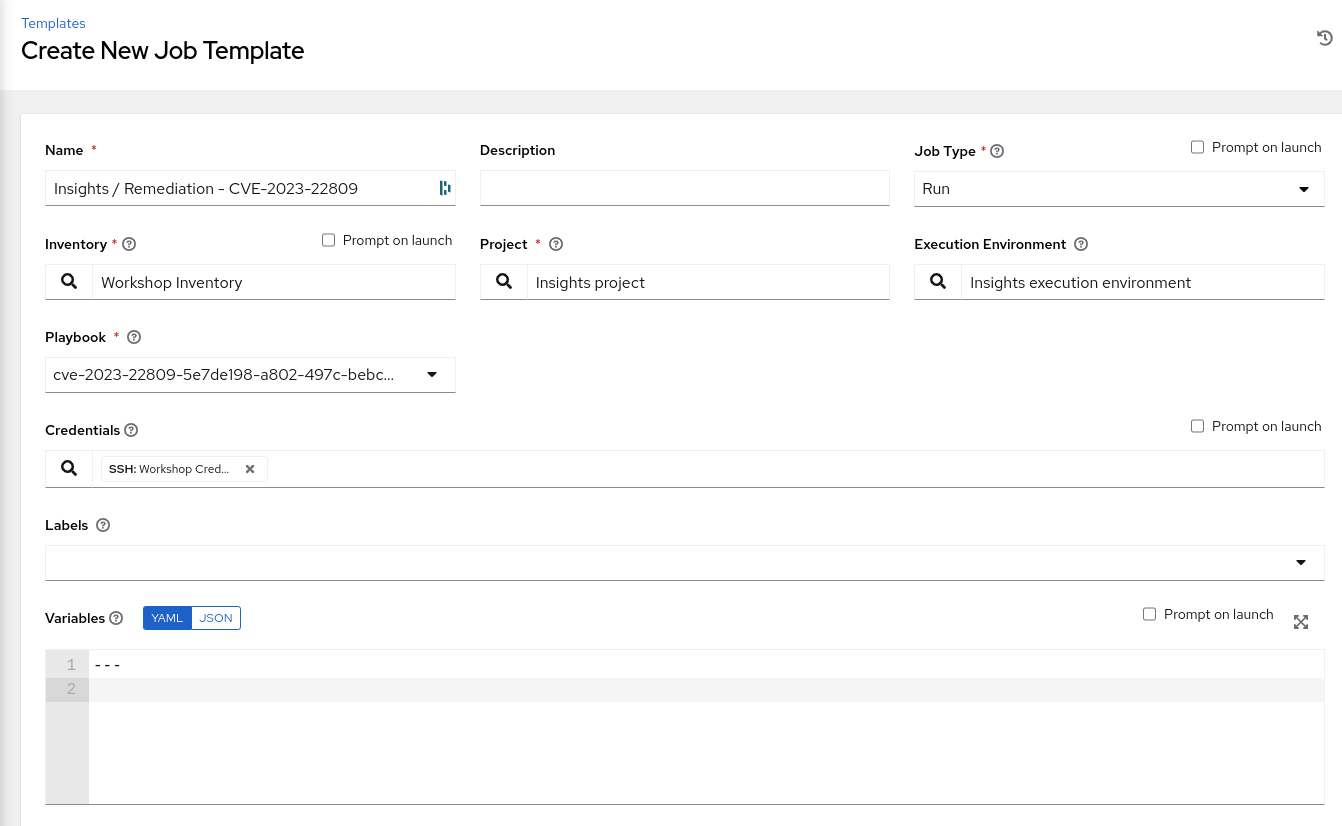 Templates
Create New Job Template
Name *
Description
Job Type *
Prompt on launch
Insights / Remediation - CVE-2023-22809
Run
Inventory *
Prompt on launch
Project *
Execution Environment
Workshop Inventory
Insights project
Insights execution environment
Playbook *
cve-2023-22809-5e7de198-a802-497c-bebc...
Credentials
Prompt on launch
SSH: Workshop Cred...
Labels
Variables
YAML
JSON
Prompt on launch
1
---
2